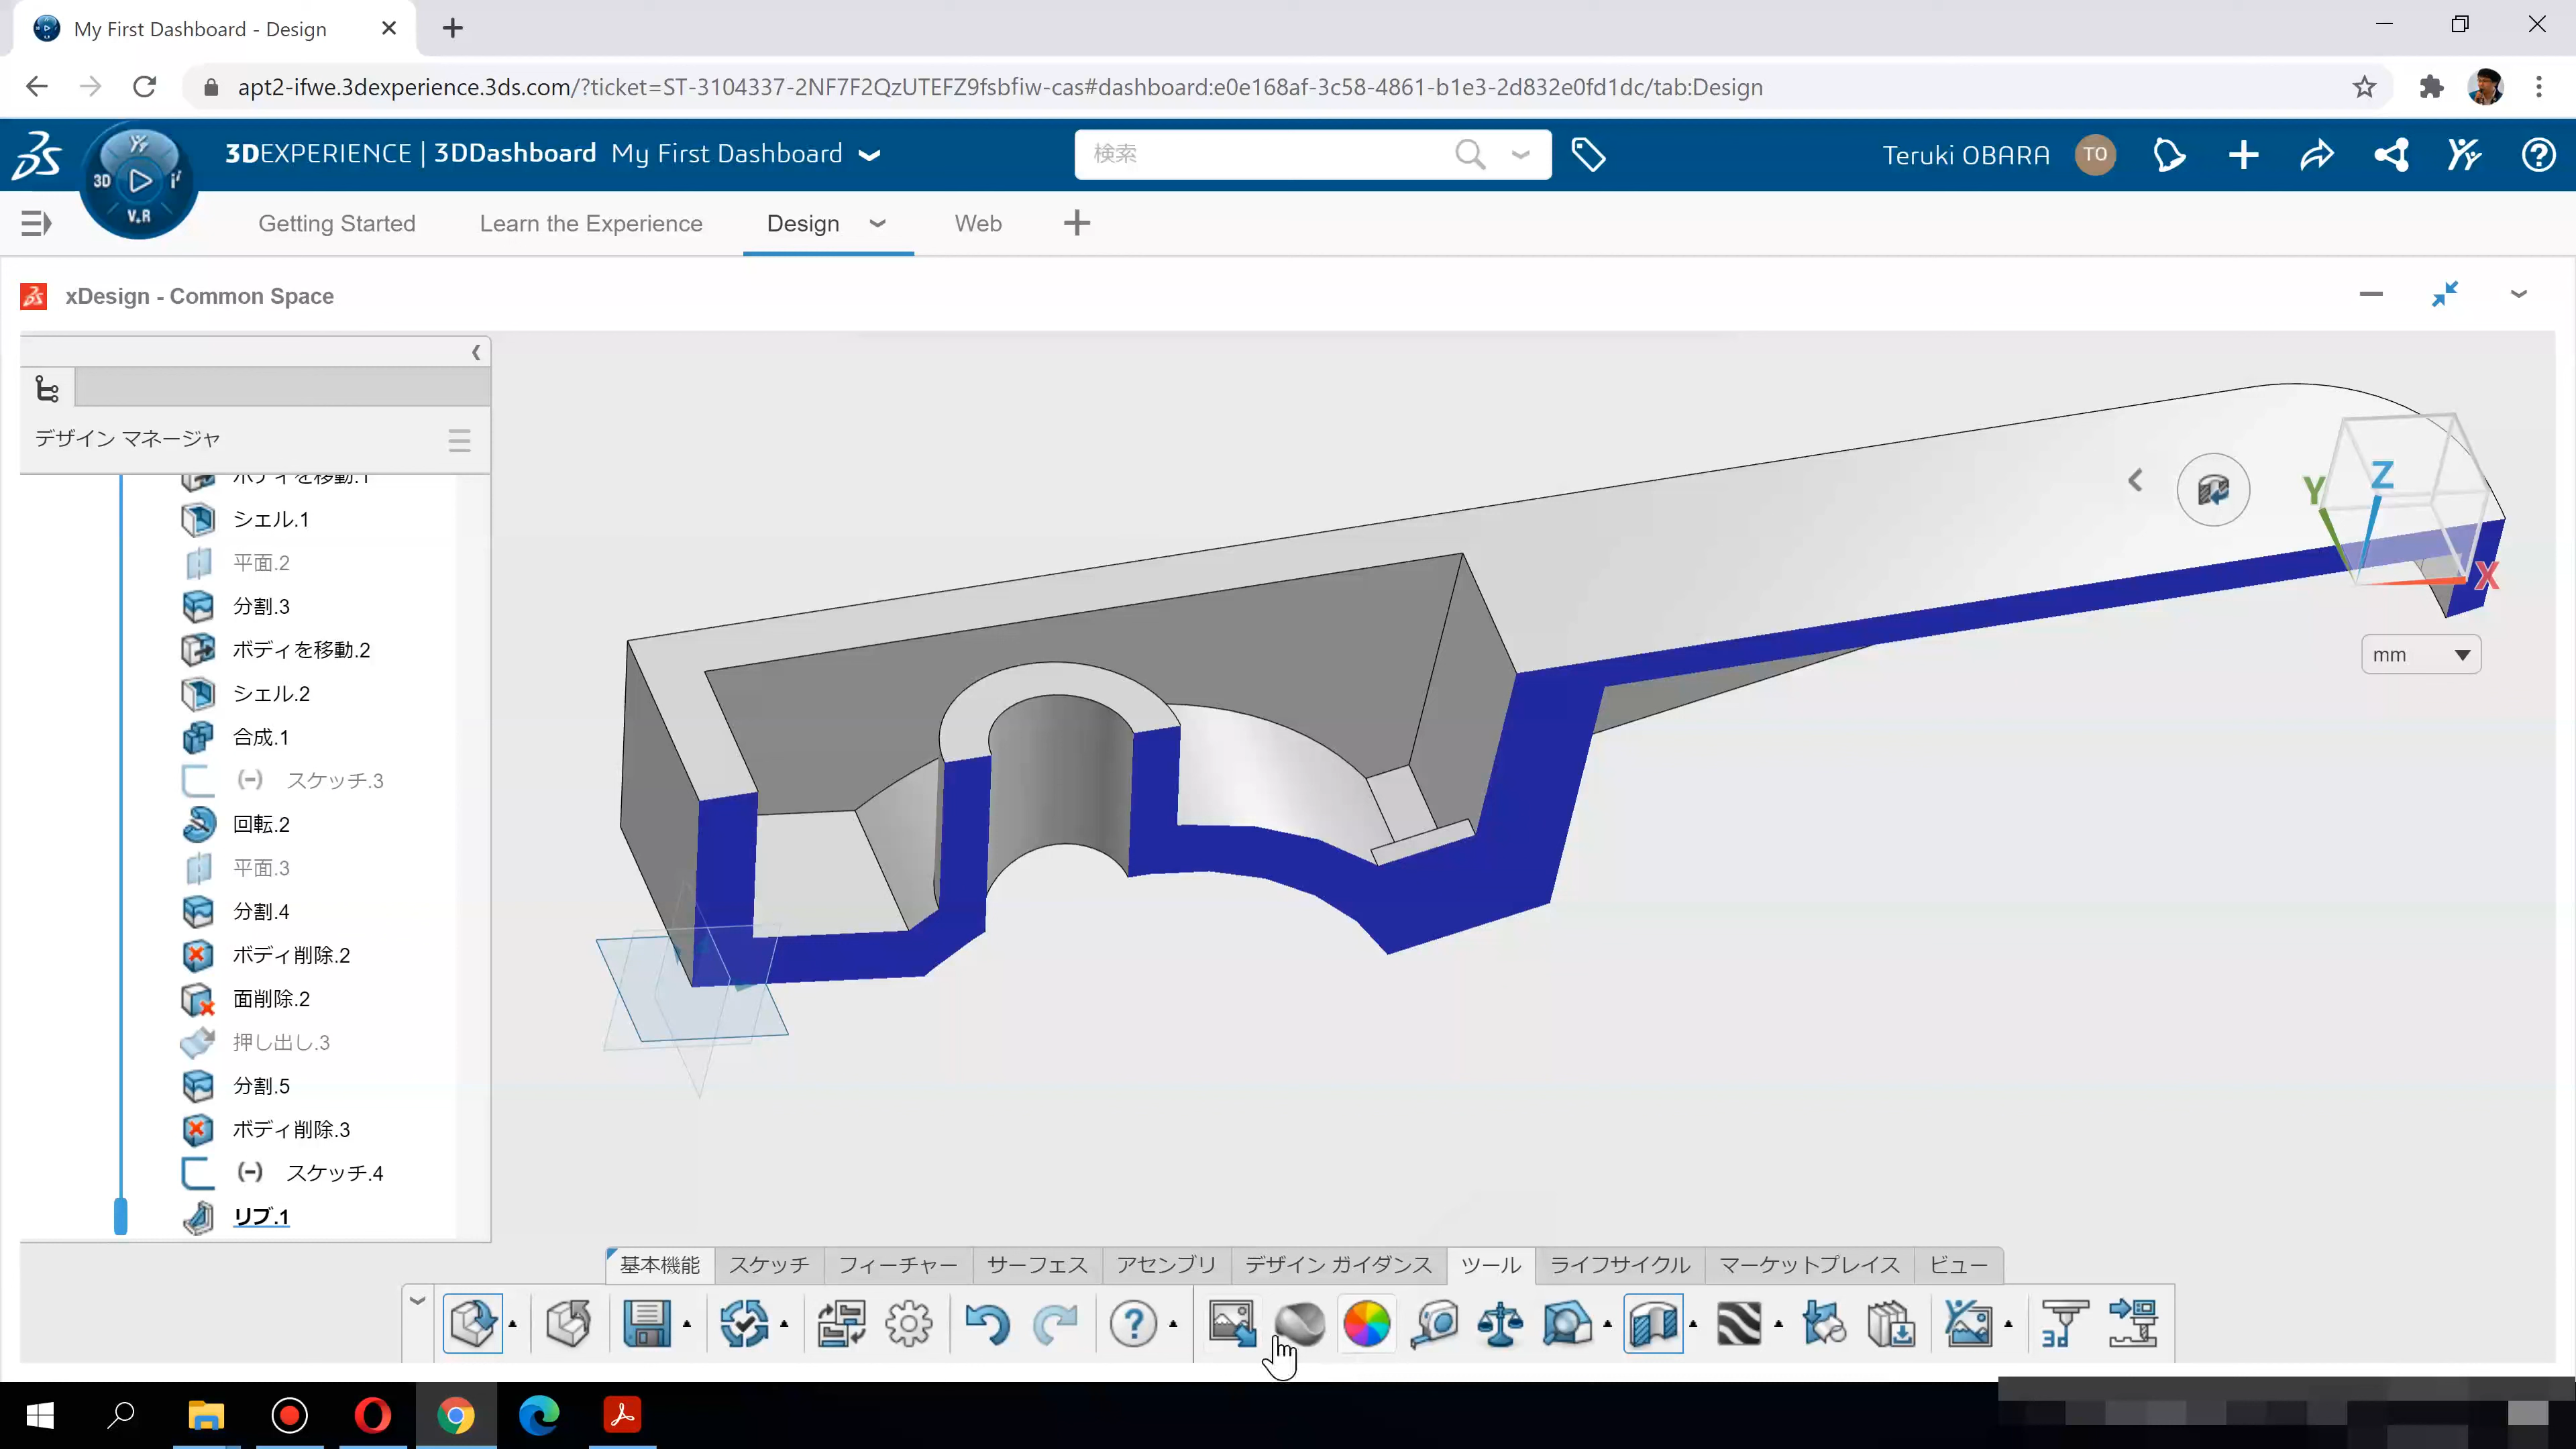 My First Dashboard - Design
apt2-ifwe.3dexperience.3ds.com/?ticket=ST-3104337-2NF7F2QzUTEFZ9fsbfiw-cas#dashboard:e0e168af-3c58-4861-b1e3-2d832e0fd1dc/tab:Design
3DEXPERIENCE | 3DDashboard My First Dashboard
検索
Teruki OBARA TO
3D i' V.R
Getting Started Learn the Experience Design Web
xDesign - Common Space
デザイン マネージャ
ボディを移動.1
シェル.1
平面.2
分割.3
ボディを移動.2
シェル.2
合成.1
(-) スケッチ.3
回転.2
平面.3
分割.4
ボディ削除.2
面削除.2
押し出し.3
分割.5
ボディ削除.3
(-) スケッチ.4
リブ.1
Y Z X
mm
基本機能 スケッチ フィーチャー サーフェス アセンブリ デザイン ガイダンス ツール ライフサイクル マーケットプレイス ビュー
3d